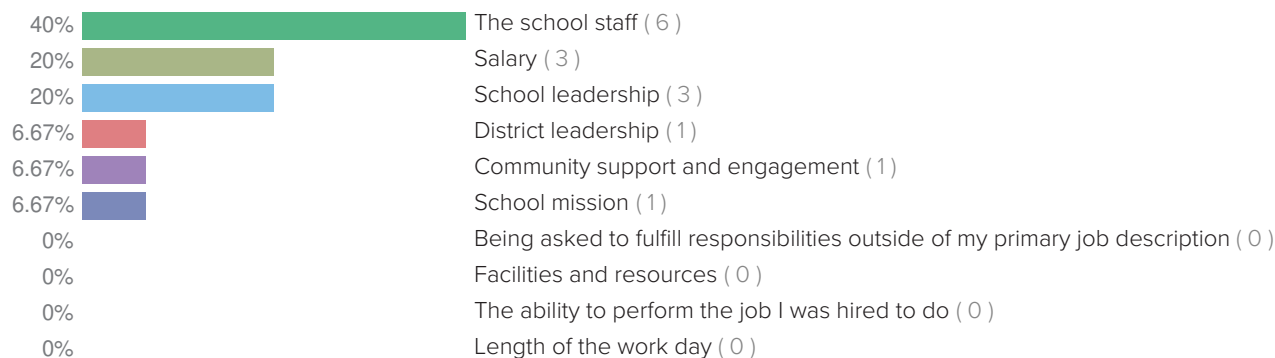 40% The school staff ( 6 )
20% Salary ( 3 )
20% School leadership ( 3 )
6.67% District leadership ( 1 )
6.67% Community support and engagement ( 1 )
6.67% School mission ( 1 )
0% Being asked to fulfill responsibilities outside of my primary job description ( 0 )
0% Facilities and resources ( 0 )
0% The ability to perform the job I was hired to do ( 0 )
0% Length of the work day ( 0 )